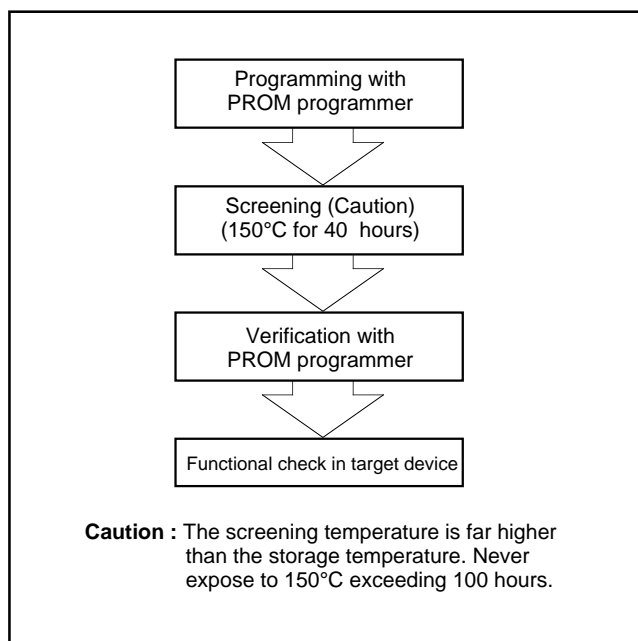 Programming with
PROM programmer
Screening (Caution)
(150°C for 40 hours)
Verification with
PROM programmer
Functional check in target device
Caution : The screening temperature is far higher
than the storage temperature. Never
expose to 150°C exceeding 100 hours.